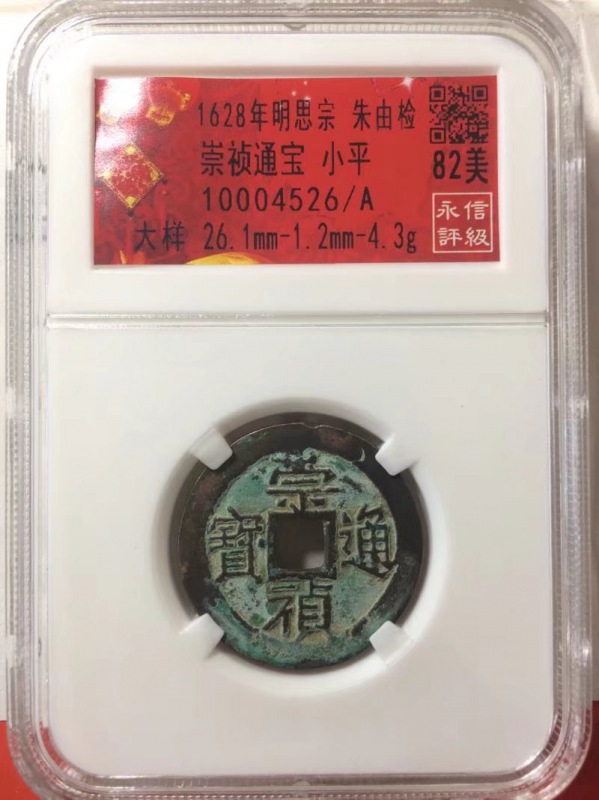 1628年明思宗 朱由检
崇祯通宝 小平
82美
10004526/A
大样 26.1mm-1.2mm-4.3g
永信
評級
崇禎通寶